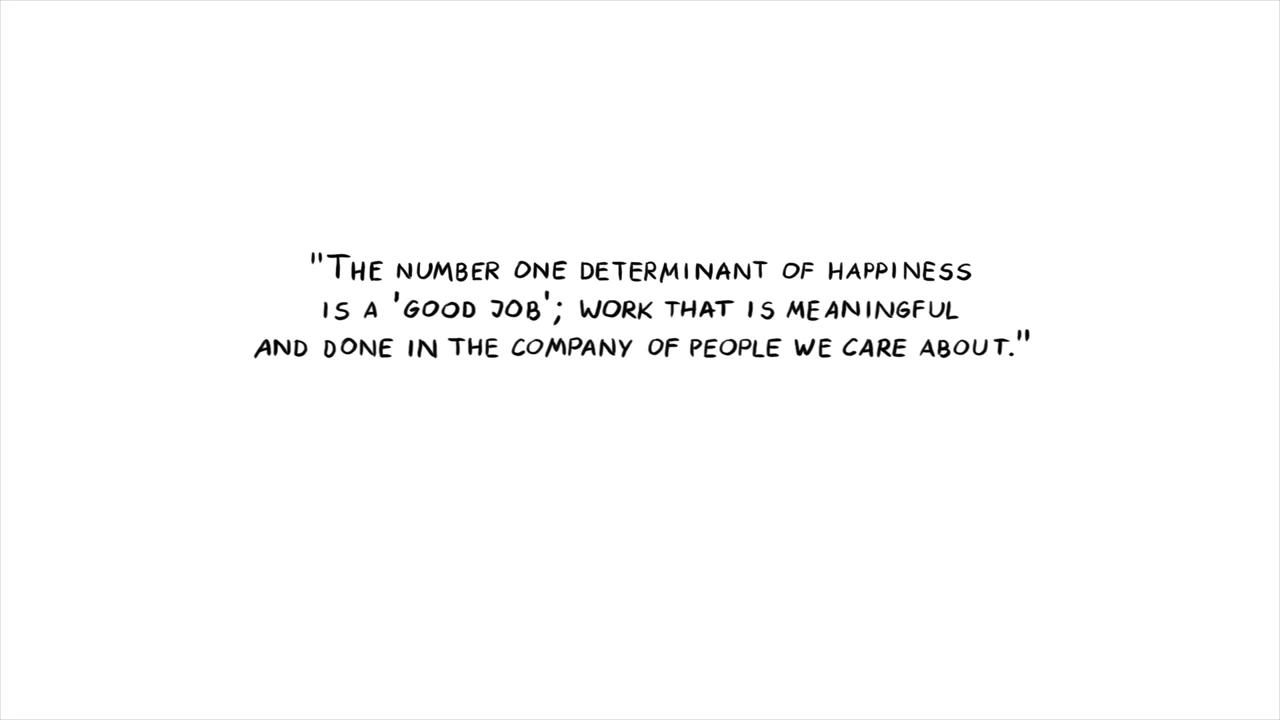 "The number one determinant of happiness
is a 'good job'; work that is meaningful
and done in the company of people we care about."